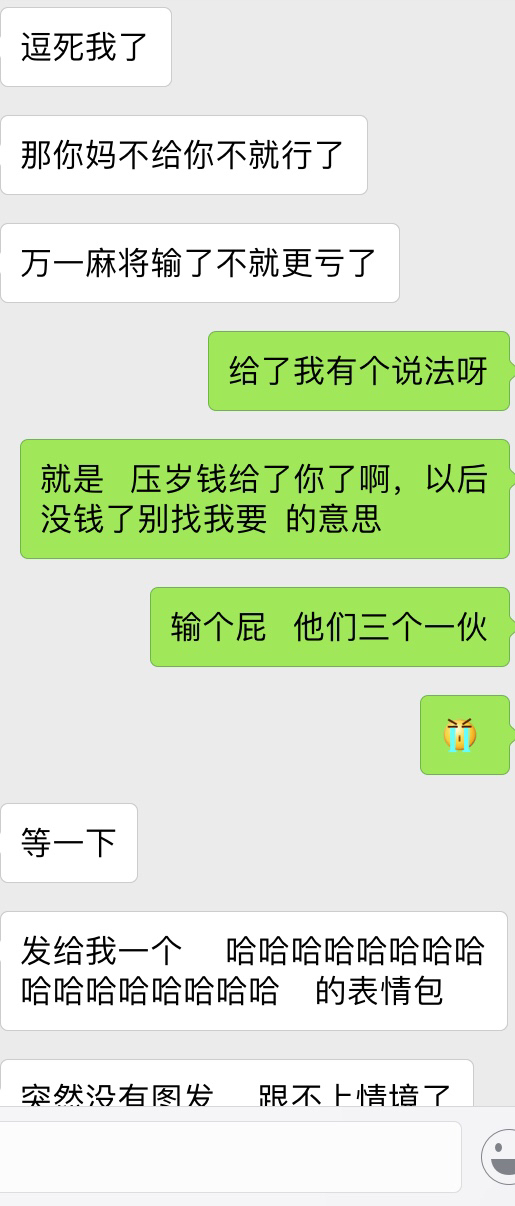 逗死我了
那你妈不给你不就行了
万一麻将输了不就更亏了
给了我有个说法呀
就是 压岁钱给了你了啊，以后
没钱了别找我要 的意思
输个屁 他们三个一伙
等一下
发给我一个 哈哈哈哈哈哈哈哈
哈哈哈哈哈哈哈哈 的表情包
突然没有图发 跟不上情境了